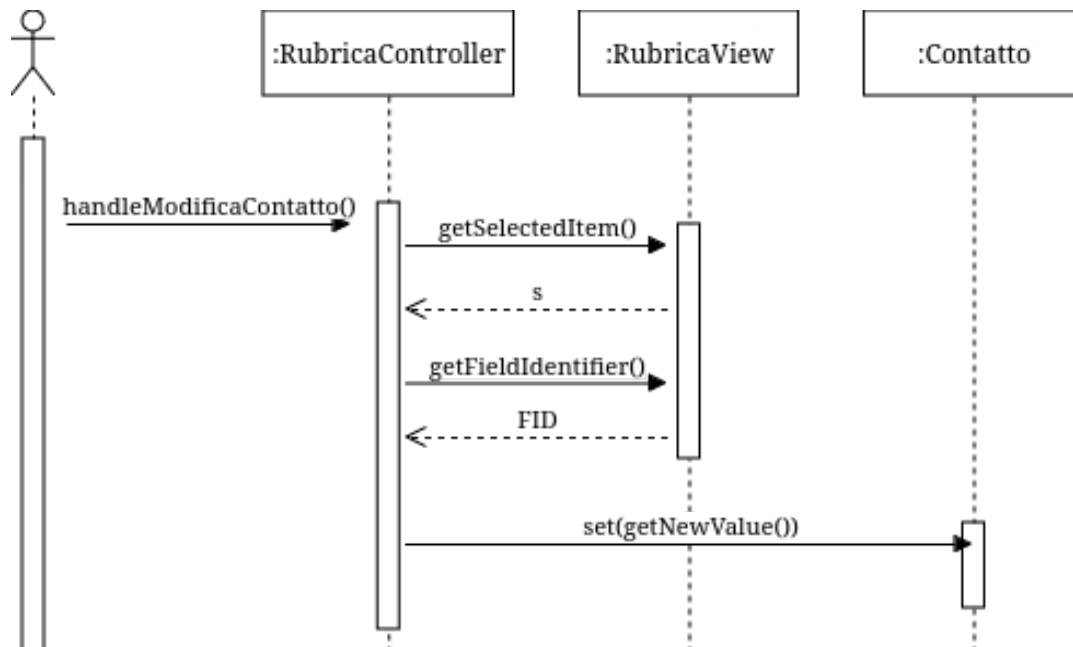 :RubricaController
:RubricaView
:Contatto
handleModificaContatto()
getSelectedItem()
s
getFieldIdentifier()
FID
set(getNewValue())